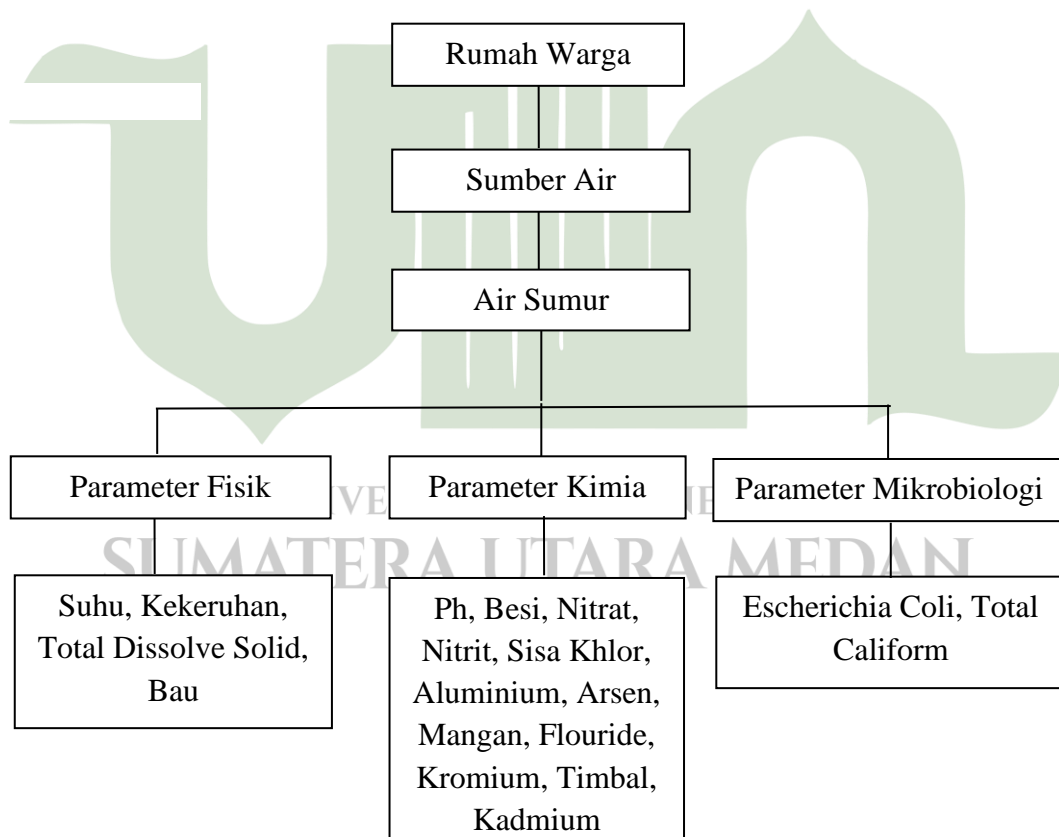 Rumah Warga
Sumber Air
Air Sumur
Parameter Fisik
Parameter Kimia
Parameter Mikrobiologi
SUMATERA UTARA MEDAN
Suhu, Kekeruhan,
Total Dissolve Solid,
Bau
Ph, Besi, Nitrat,
Nitrit, Sisa Khlor,
Aluminium, Arsen,
Mangan, Flouride,
Kromium, Timbal,
Kadmium
Escherichia Coli, Total
Caliform